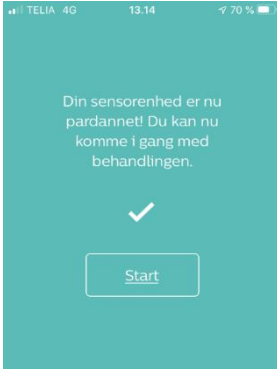 TELIA 4G 13.14 70 %
Din sensorenhed er nu
pardannet! Du kan nu
komme i gang med
behandlingen.
Start